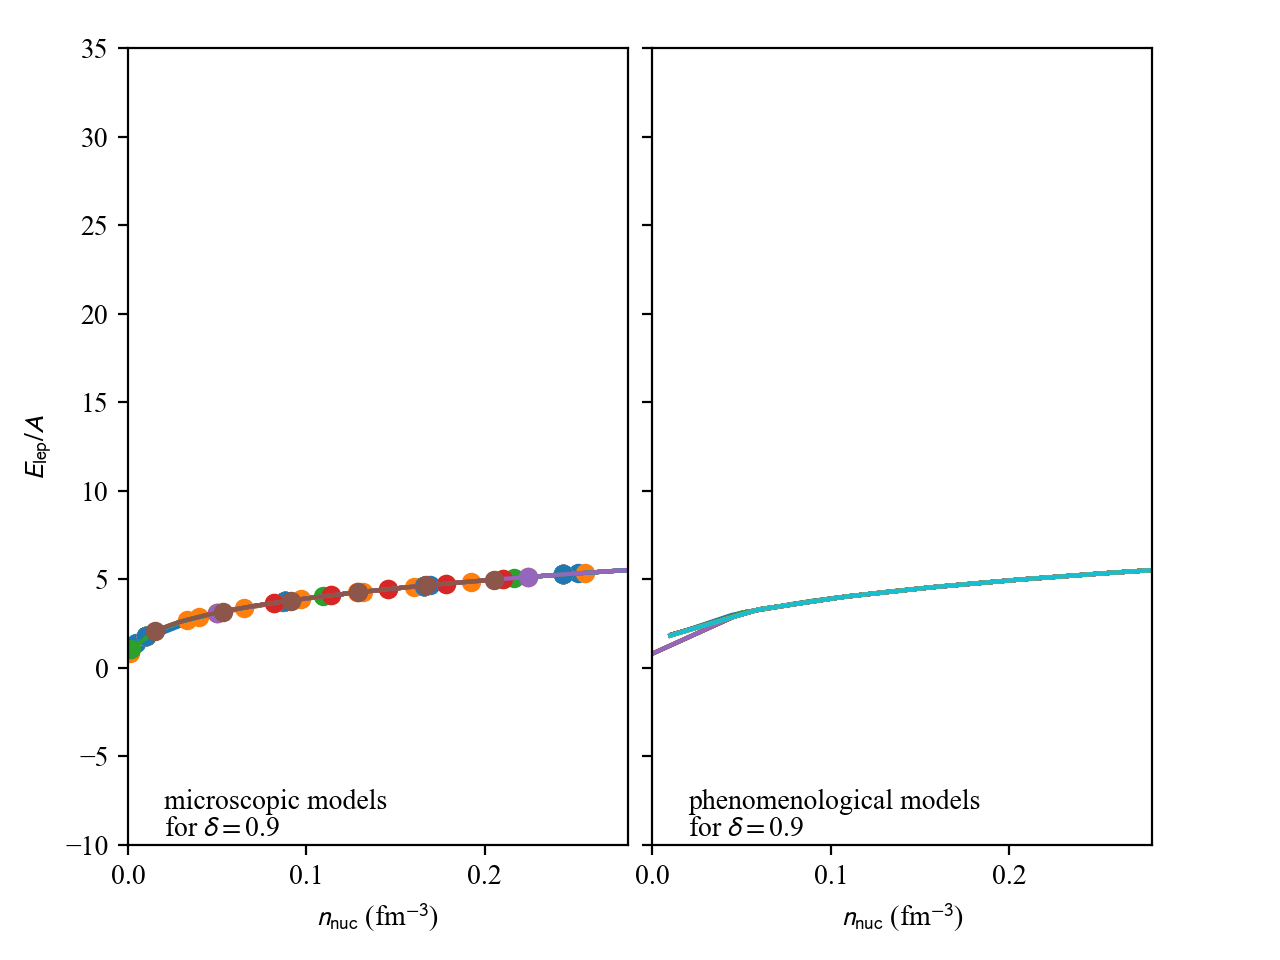 35
30
25
20
15
10
5
0
−5
−10
E_lep/A
microscopic models
for δ = 0.9
phenomenological models
for δ = 0.9
0.0 0.1 0.2
0.0 0.1 0.2
n_nuc (fm⁻³)
n_nuc (fm⁻³)